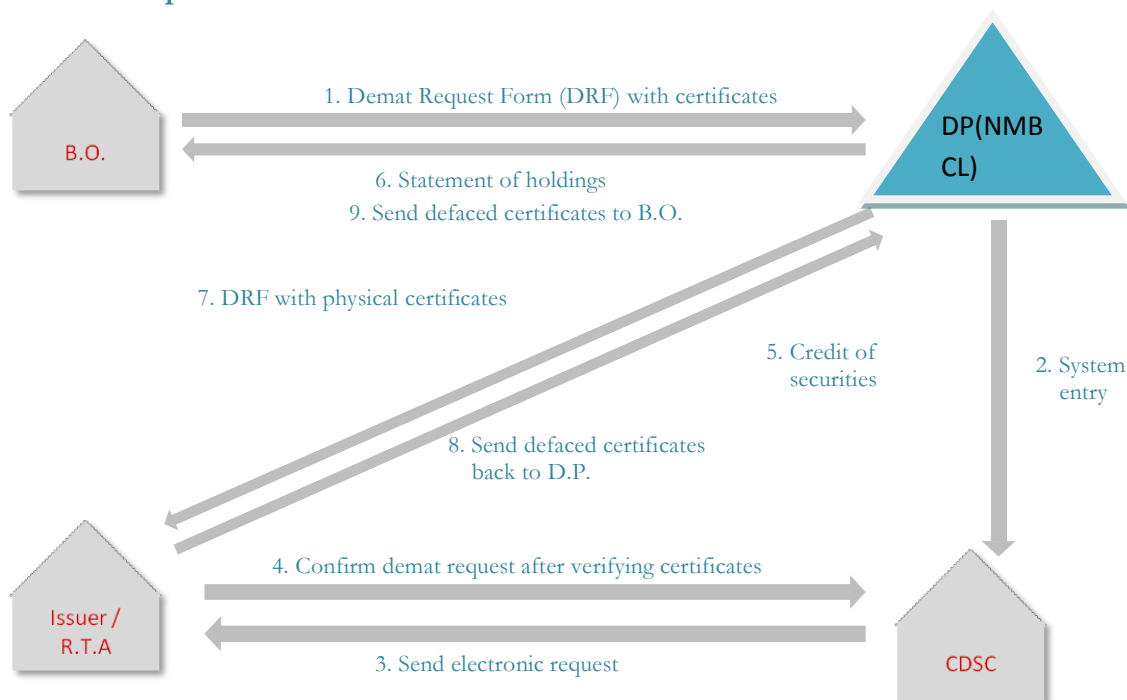 1. Demat Request Form (DRF) with certificates
B.O.
DP(NMB
CL)
6. Statement of holdings
9. Send defaced certificates to B.O.
7. DRF with physical certificates
5. Credit of
securities
2. System
entry
8. Send defaced certificates
back to D.P.
4. Confirm demat request after verifying certificates
Issuer /
R.T.A
3. Send electronic request
CDSC